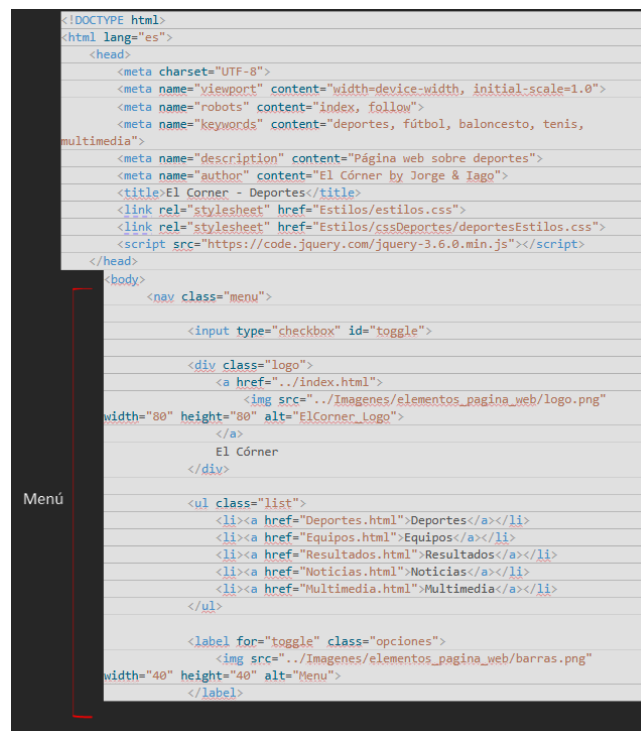 <!DOCTYPE html>
<html lang="es">
<head>
<meta charset="UTF-8">
<meta name="viewport" content="width=device-width, initial-scale=1.0">
<meta name="robots" content="index, follow">
<meta name="keywords" content="deportes, fútbol, baloncesto, tenis,
multimedia">
<meta name="description" content="Página web sobre deportes">
<meta name="author" content="El Córner by Jorge & Iago">
<title>El Corner - Deportes</title>
<link rel="stylesheet" href="Estilos/estilos.css">
<link rel="stylesheet" href="Estilos/cssDeportes/deportesEstilos.css">
<script src="https://code.jquery.com/jquery-3.6.0.min.js"></script>
</head>
<body>
<nav class="menu">
<input type="checkbox" id="toggle">
<div class="logo">
<a href="../index.html">
<img src="../Imagenes/elementos_pagina_web/logo.png"
width="80" height="80" alt="ElCorner_Logo">
</a>
El Córner
</div>
Menú
<ul class="list">
<li><a href="Deportes.html">Deportes</a></li>
<li><a href="Equipos.html">Equipos</a></li>
<li><a href="Resultados.html">Resultados</a></li>
<li><a href="Noticias.html">Noticias</a></li>
<li><a href="Multimedia.html">Multimedia</a></li>
</ul>
<label for="toggle" class="opciones">
<img src="../Imagenes/elementos_pagina_web/barras.png"
width="40" height="40" alt="Menu">
</label>